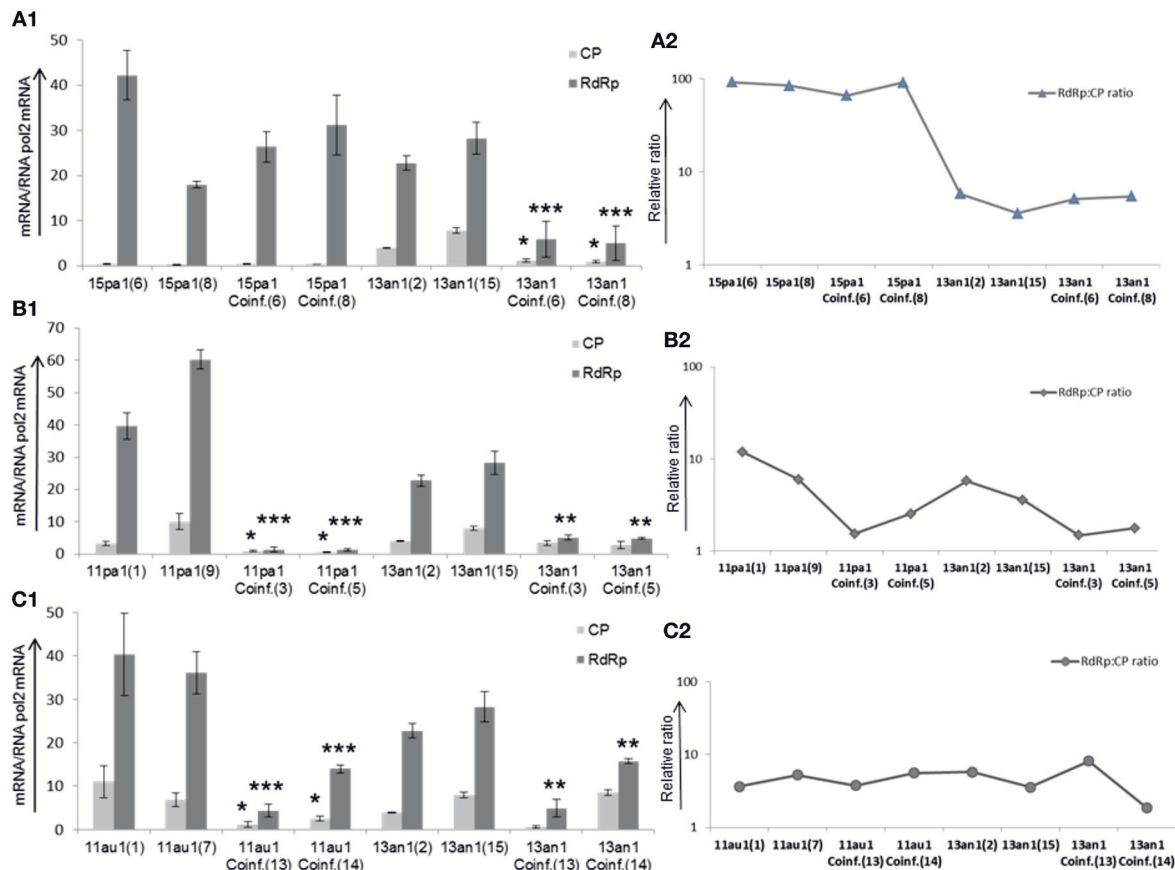 A1
mRNA/RNA pol2 mRNA
50
40
30
20
10
0
CP
RdRp
***
***
*
*
15pa1(6)
15pa1(8)
15pa1
Coinf.(6)
15pa1
Coinf.(8)
13an1(2)
13an1(15)
13an1
Coinf.(6)
13an1
Coinf.(8)
A2
Relative ratio
100
10
1
RdRp:CP ratio
15pa1(6)
15pa1(8)
15pa1
Coinf.(6)
15pa1
Coinf.(8)
13an1(2)
13an1(15)
13an1
Coinf.(6)
13an1
Coinf.(8)
B1
mRNA/RNA pol2 mRNA
70
60
50
40
30
20
10
0
CP
RdRp
***
***
*
*
**
**
11pa1(1)
11pa1(9)
11pa1
Coinf.(3)
11pa1
Coinf.(5)
13an1(2)
13an1(15)
13an1
Coinf.(3)
13an1
Coinf.(5)
B2
Relative ratio
100
10
1
RdRp:CP ratio
11pa1(1)
11pa1(9)
11pa1
Coinf.(3)
11pa1
Coinf.(5)
13an1(2)
13an1(15)
13an1
Coinf.(3)
13an1
Coinf.(5)
C1
mRNA/RNA pol2 mRNA
50
40
30
20
10
0
CP
RdRp
***
***
*
*
**
**
11au1(1)
11au1(7)
11au1
Coinf.(13)
11au1
Coinf.(14)
13an1(2)
13an1(15)
13an1
Coinf.(13)
13an1
Coinf.(14)
C2
Relative ratio
100
10
1
RdRp:CP ratio
11au1(1)
11au1(7)
11au1
Coinf.(13)
11au1
Coinf.(14)
13an1(2)
13an1(15)
13an1
Coinf.(13)
13an1
Coinf.(14)